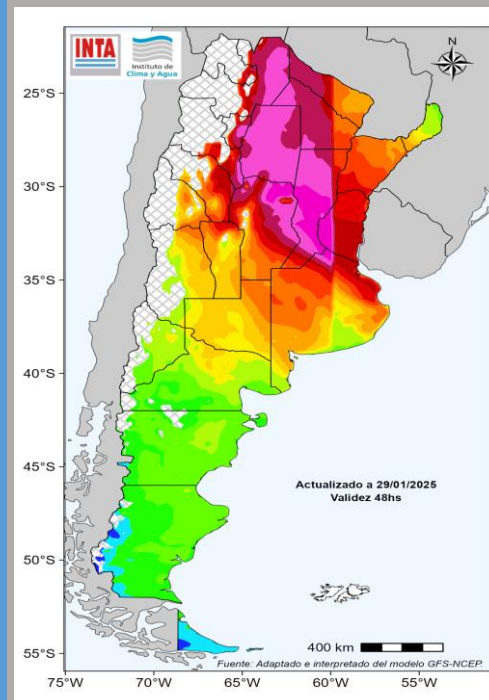 INTA
Instituto de
Clima y Agua
N
25°S
30°S
35°S
40°S
45°S
50°S
55°S
Actualizado a 29/01/2025
Validez 48hs
400 km
Fuente: Adaptado e interpretado del modelo GFS-NCEP.
75°W
70°W
65°W
60°W
55°W